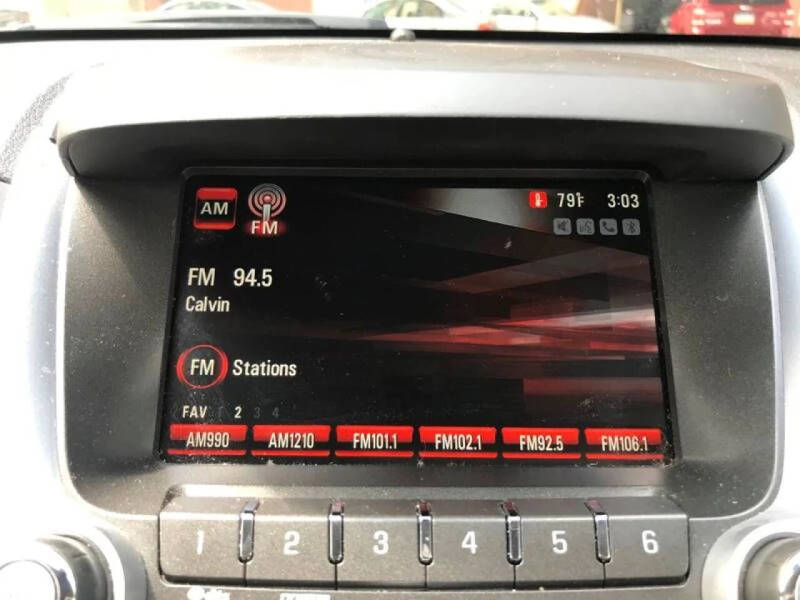 AM
FM
79°F 3:03
FM 94.5
Calvin
FM Stations
FAV 2 3 4
AM990 AM1210 FM101.1 FM102.1 FM92.5 FM106.1
1 2 3 4 5 6